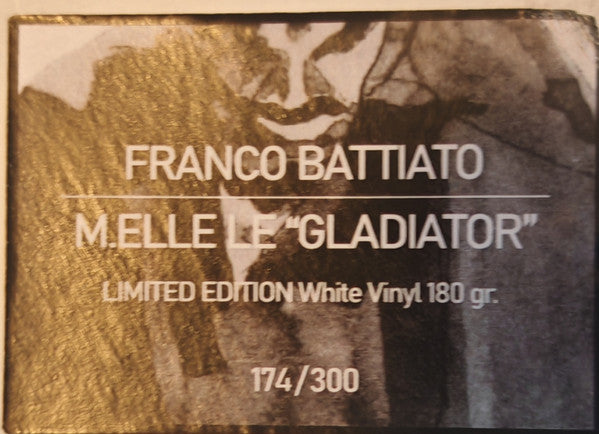 FRANCO BATTIATO
M.ELLE LE “GLADIATOR”
LIMITED EDITION White Vinyl 180 gr.
174/300